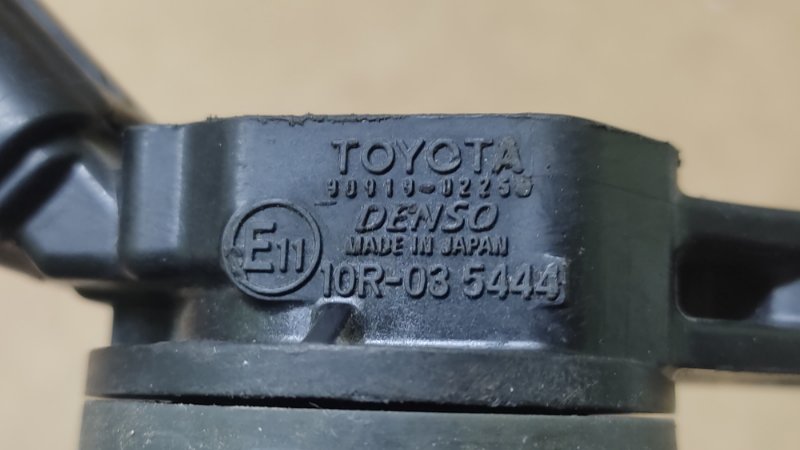 TOYOTA
90919-02258
DENSO
MADE IN JAPAN
E11
10R-03 5444